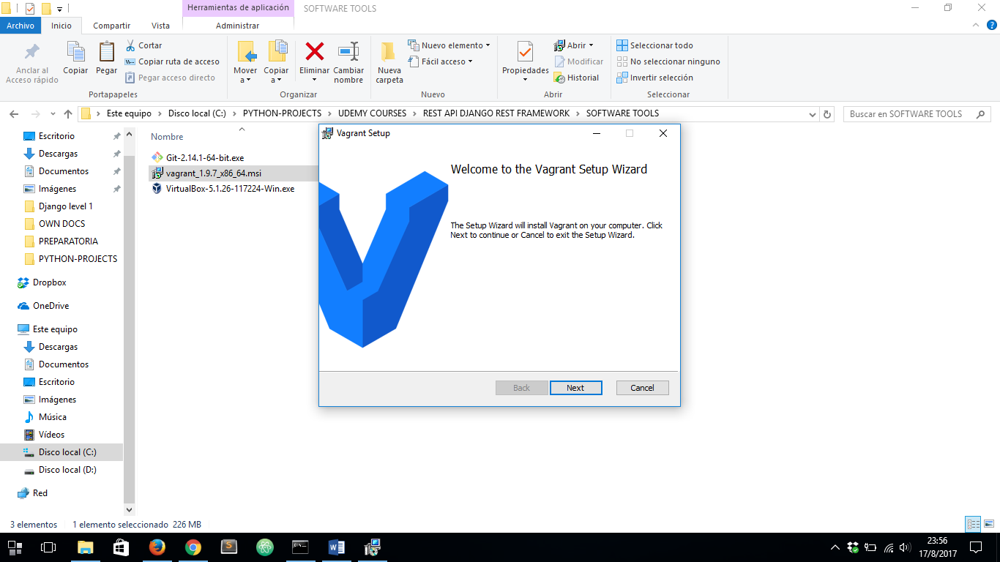 Herramientas de aplicación
SOFTWARE TOOLS
Archivo
Inicio
Compartir
Vista
Administrar
Anclar al
Acceso rápido
Copiar
Pegar
Cortar
Copiar ruta de acceso
Pegar acceso directo
Portapapeles
Mover
a
Copiar
a
Eliminar
Cambiar
nombre
Organizar
Nueva
carpeta
Nuevo elemento
Fácil acceso
Nuevo
Propiedades
Abrir
Modificar
Historial
Abrir
Seleccionar todo
No seleccionar ninguno
Invertir selección
Seleccionar
Este equipo > Disco local (C:) > PYTHON-PROJECTS > UDEMY COURSES > REST API DJANGO REST FRAMEWORK > SOFTWARE TOOLS
Buscar en SOFTWARE TOOLS
Escritorio
Descargas
Documentos
Imágenes
Django level 1
OWN DOCS
PREPARATORIA
PYTHON-PROJECTS
Dropbox
OneDrive
Este equipo
Descargas
Documentos
Escritorio
Imágenes
Música
Vídeos
Disco local (C:)
Disco local (D:)
Red
Nombre
Git-2.14.1-64-bit.exe
vagrant_1.9.7_x86_64.msi
VirtualBox-5.1.26-117224-Win.exe
Vagrant Setup
Welcome to the Vagrant Setup Wizard
The Setup Wizard will install Vagrant on your computer. Click
Next to continue or Cancel to exit the Setup Wizard.
Back
Next
Cancel
3 elementos
1 elemento seleccionado 226 MB
23:56
17/8/2017